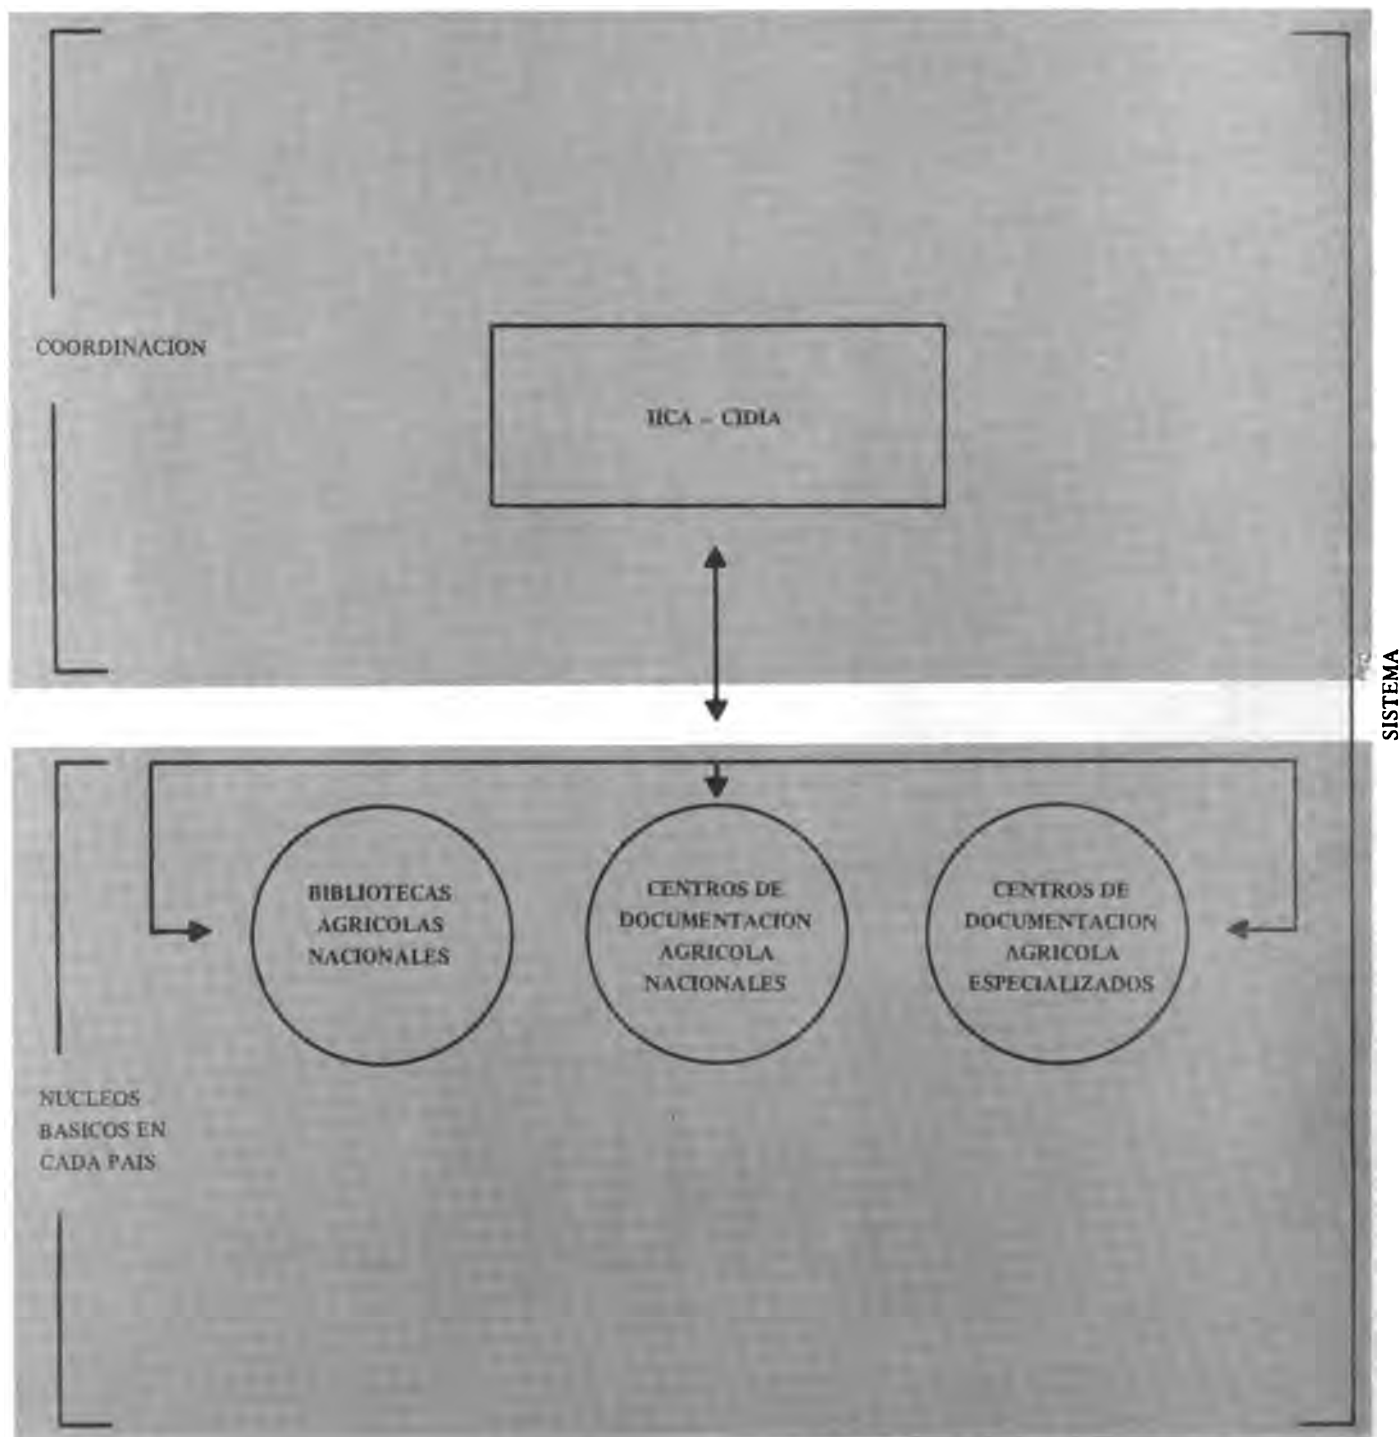 COORDINACION
IICA – CIDIA
SISTEMA
BIBLIOTECAS
AGRICOLAS
NACIONALES
CENTROS DE
DOCUMENTACION
AGRICOLA
NACIONALES
CENTROS DE
DOCUMENTACION
AGRICOLA
ESPECIALIZADOS
NUCLEOS
BASICOS EN
CADA PAIS